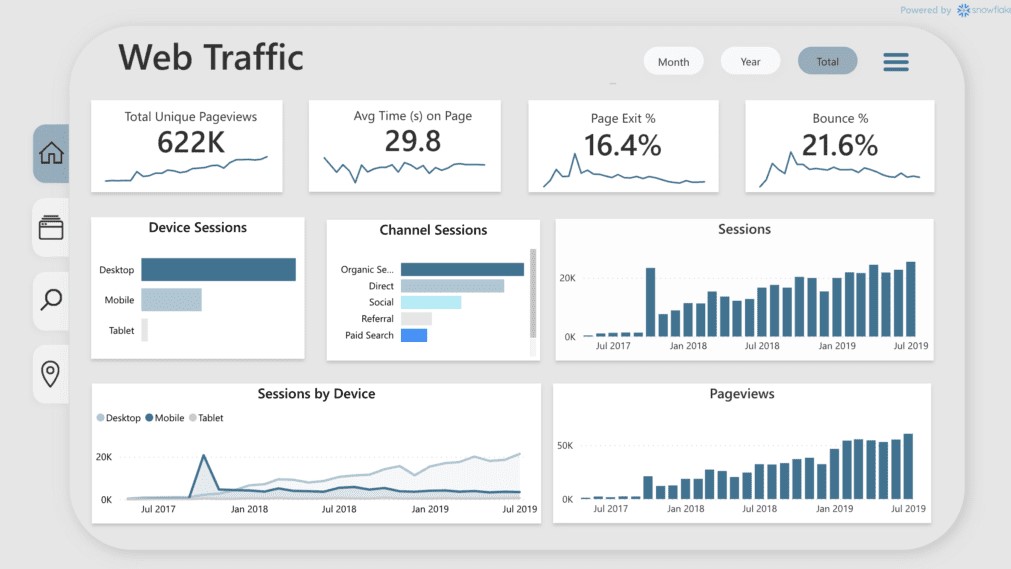 Powered by snowflake
Web Traffic
Month
Year
Total
Total Unique Pageviews
622K
Avg Time (s) on Page
29.8
Page Exit %
16.4%
Bounce %
21.6%
Device Sessions
Desktop
Mobile
Tablet
Channel Sessions
Organic Se...
Direct
Social
Referral
Paid Search
Sessions
20K
0K
Jul 2017 Jan 2018 Jul 2018 Jan 2019 Jul 2019
Sessions by Device
Desktop Mobile Tablet
20K
0K
Jul 2017 Jan 2018 Jul 2018 Jan 2019 Jul 2019
Pageviews
50K
0K
Jul 2017 Jan 2018 Jul 2018 Jan 2019 Jul 2019